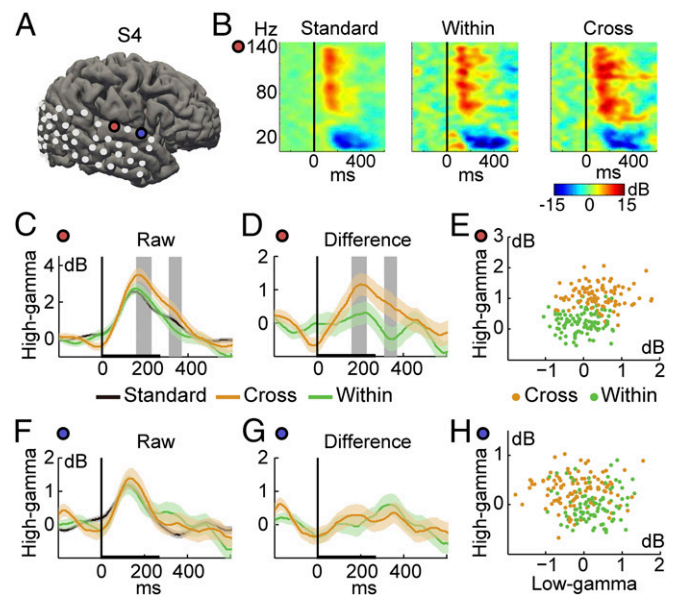 A
S4
B
Hz
Standard
Within
Cross
140
80
20
0
400
0
400
0
400
ms
ms
ms
dB
-15
0
15
C
Raw
dB
High-gamma
4
2
0
0
200
400
D
Difference
2
1
0
0
200
400
E
dB
High-gamma
3
2
1
0
dB
−1
0
1
2
Standard
Cross
Within
Cross
Within
F
Raw
dB
High-gamma
2
1
0
0
200
400
ms
G
Difference
2
1
0
0
200
400
ms
H
dB
High-gamma
1
0
dB
−1
0
1
2
Low-gamma